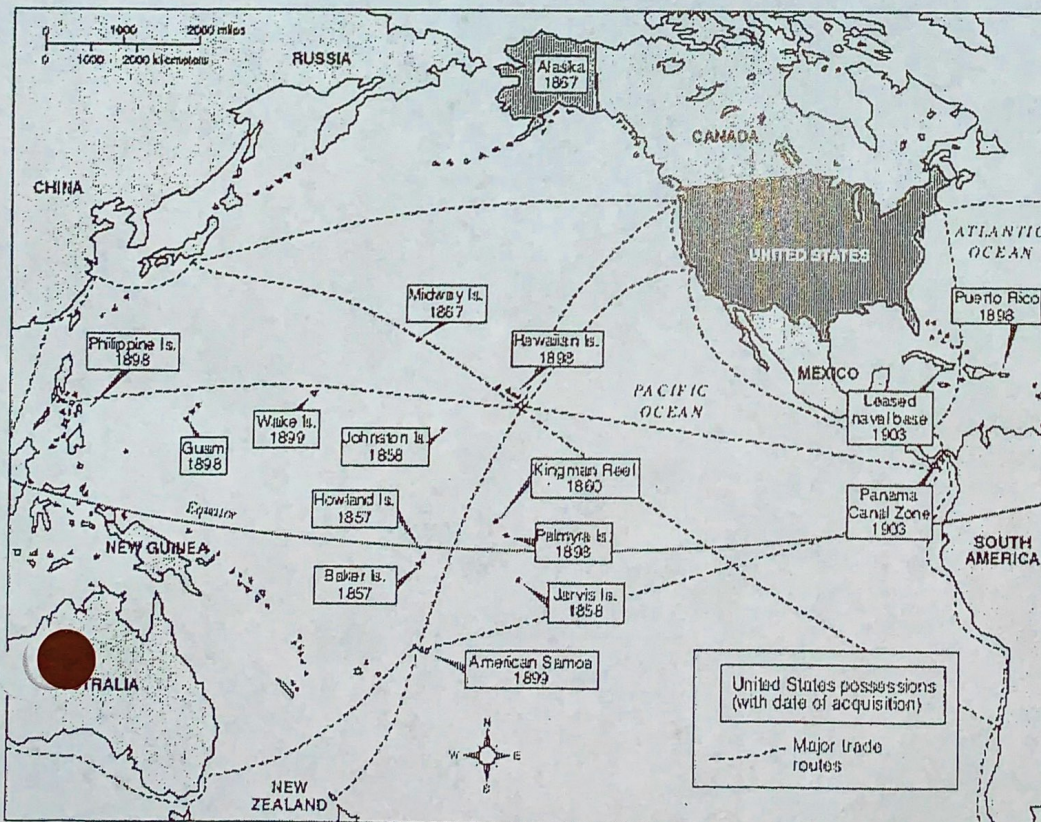 0 1000 2000 miles
0 1000 2000 kilometers
RUSSIA
Alaska
1867
CANADA
CHINA
UNITED STATES
ATLANTIC
OCEAN
Midway Is.
1867
Puerto Rico
1898
Hawaiian Is.
1898
Philippine Is.
1898
MEXICO
PACIFIC
OCEAN
Leased
naval base
1903
Wake Is.
1899
Guam
1898
Johnston Is.
1858
Kingman Reef
1860
Howland Is.
1857
Panama
Canal Zone
1903
Equator
Palmyra Is.
1898
NEW GUINEA
SOUTH
AMERICA
Baker Is.
1857
Jarvis Is.
1858
TRALIA
American Samoa
1899
United States possessions
(with date of acquisition)
N
W E
S
Major trade
routes
NEW
ZEALAND